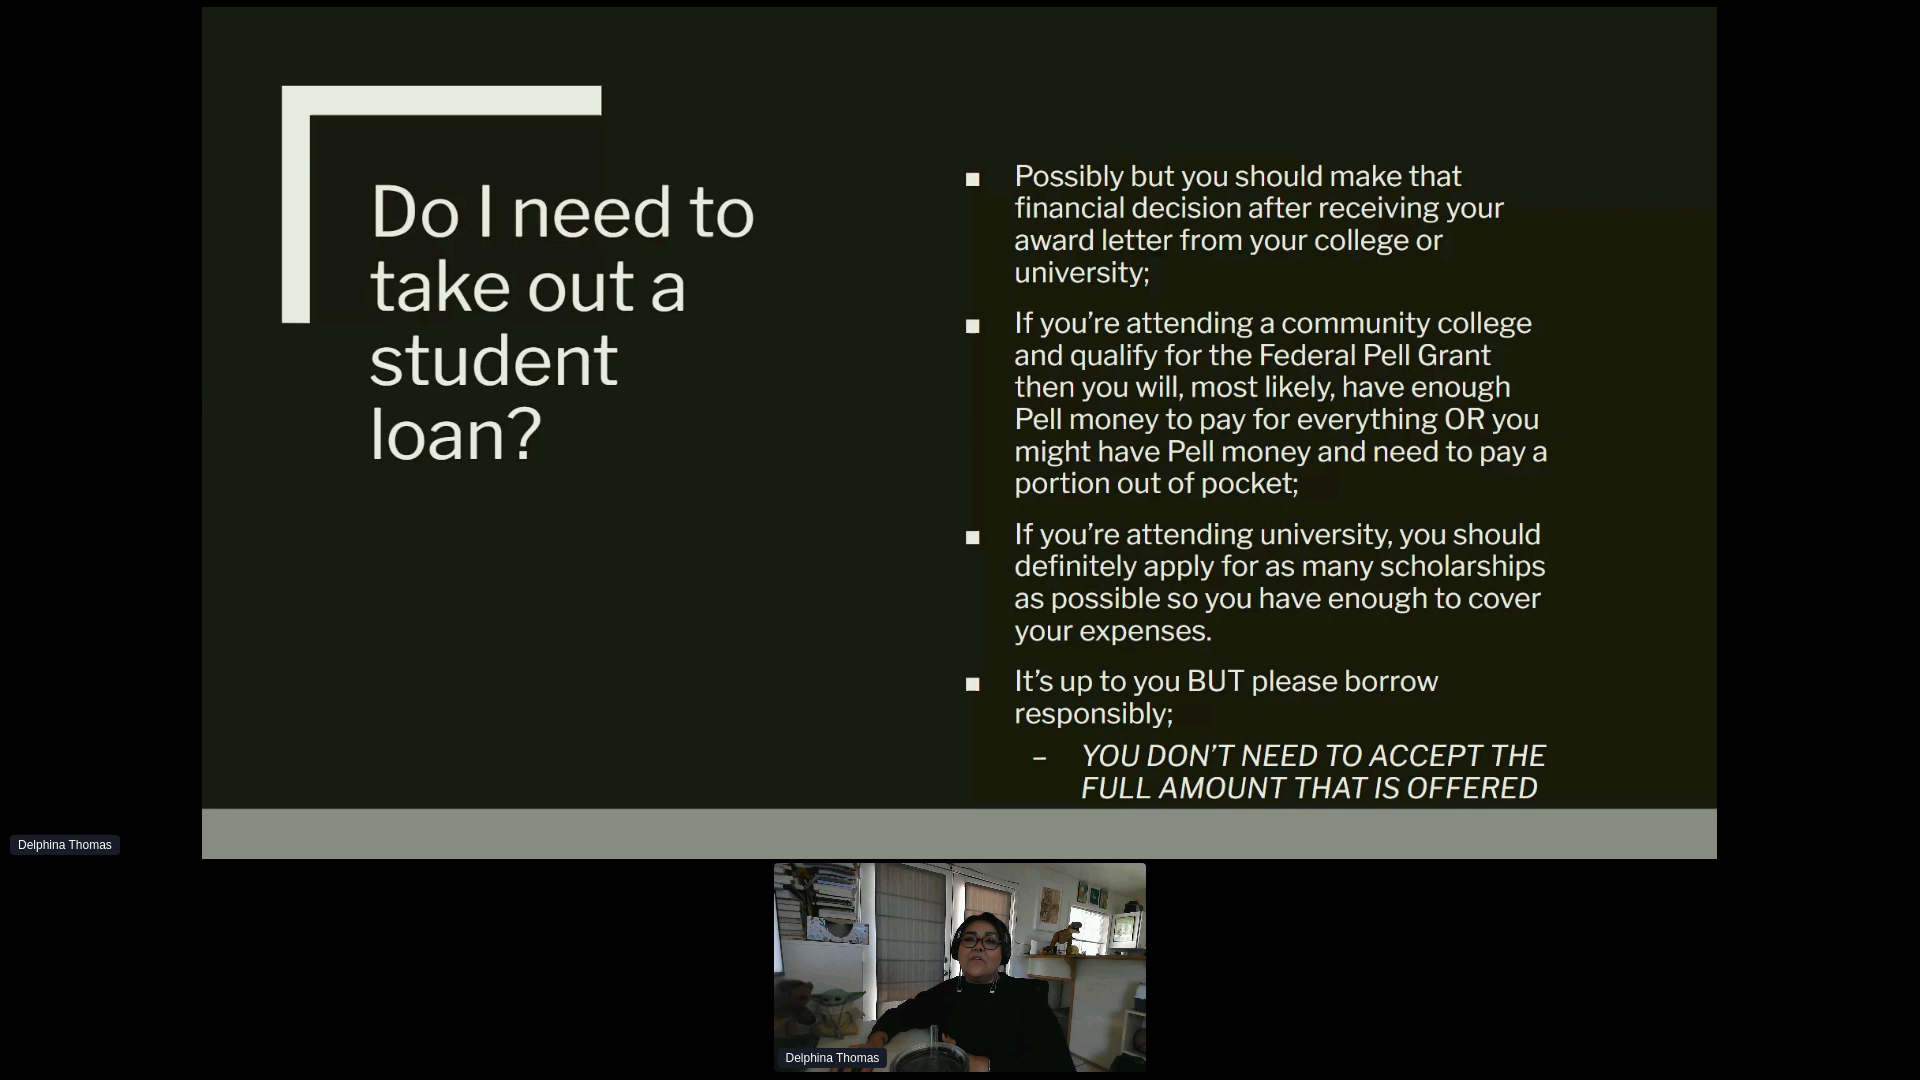 Do I need to
take out a
student
loan?
■ Possibly but you should make that
financial decision after receiving your
award letter from your college or
university;
■ If you’re attending a community college
and qualify for the Federal Pell Grant
then you will, most likely, have enough
Pell money to pay for everything OR you
might have Pell money and need to pay a
portion out of pocket;
■ If you’re attending university, you should
definitely apply for as many scholarships
as possible so you have enough to cover
your expenses.
■ It’s up to you BUT please borrow
responsibly;
– YOU DON’T NEED TO ACCEPT THE
FULL AMOUNT THAT IS OFFERED
Delphina Thomas
Delphina Thomas